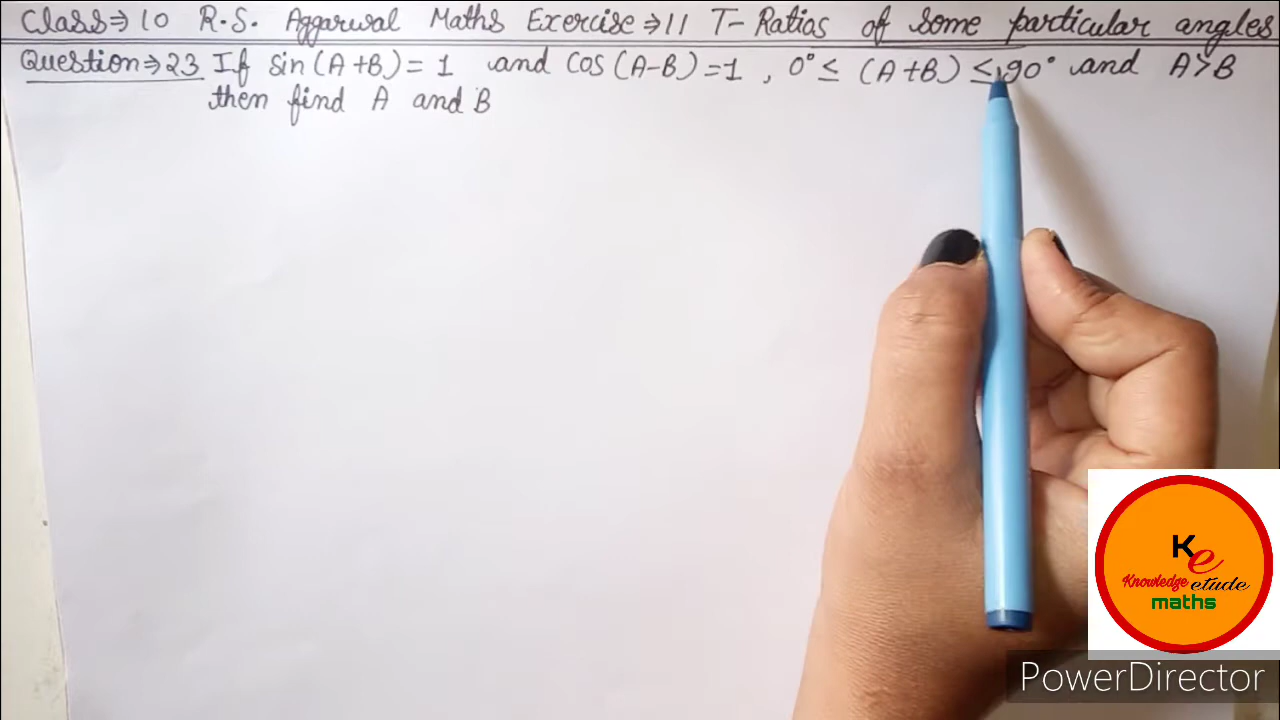 Class⇒10 R.S. Aggarwal Maths Exercise⇒11 T-Ratios of some particular angles
Question⇒23 If sin(A+B)=1 and cos(A-B)=1, 0°≤ (A+B) ≤90° and A>B
then find A and B
Ke
Knowledge etude
maths
PowerDirector